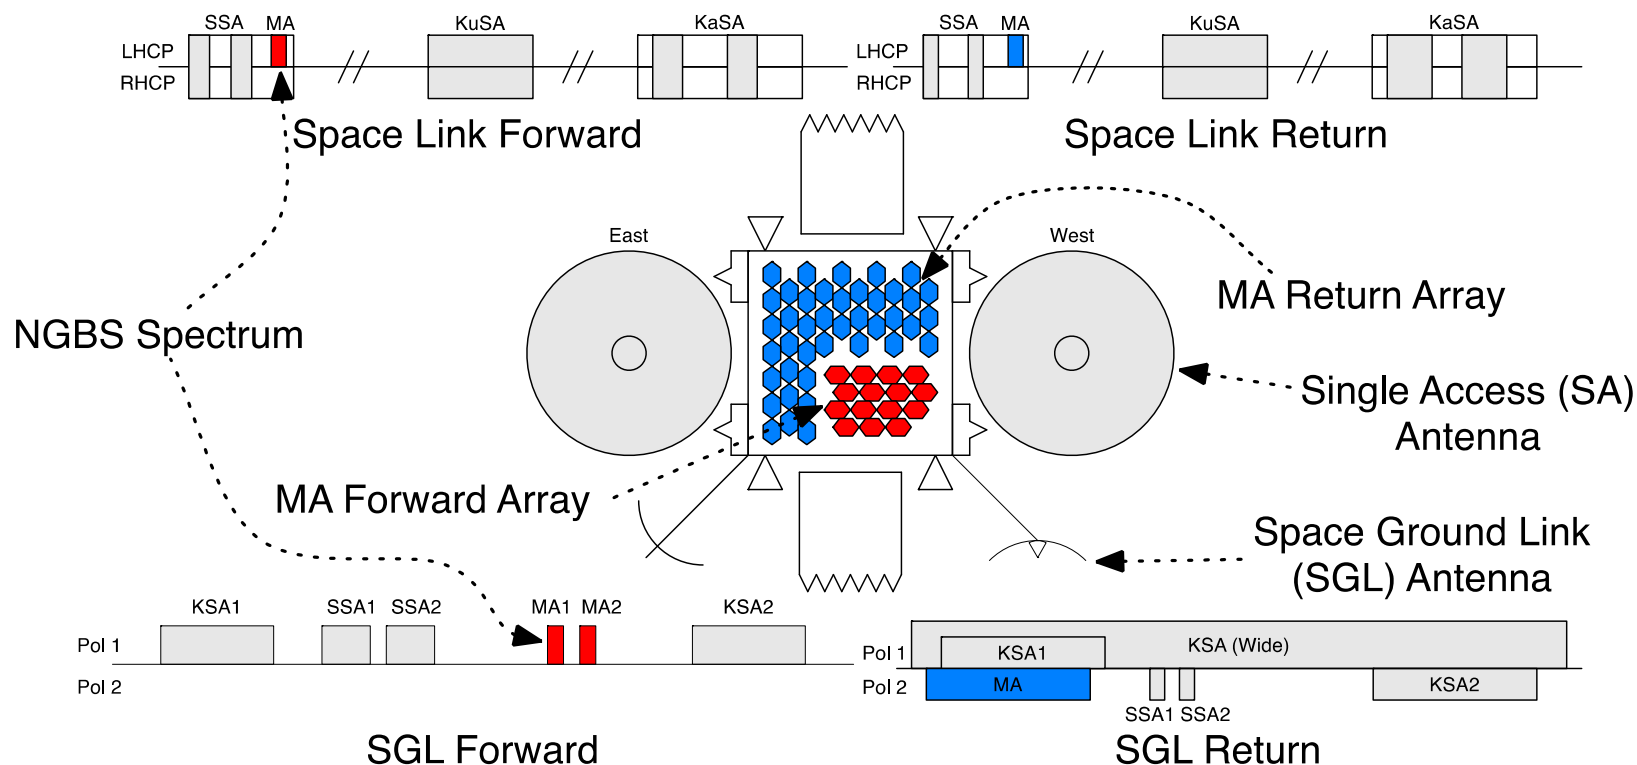 SSA MA KuSA KaSA
LHCP
RHCP
Space Link Forward
SSA MA KuSA KaSA
LHCP
RHCP
Space Link Return
East
West
NGBS Spectrum
MA Return Array
Single Access (SA)
Antenna
MA Forward Array
Space Ground Link
(SGL) Antenna
KSA1 SSA1 SSA2 MA1 MA2 KSA2
Pol 1
Pol 2
SGL Forward
KSA (Wide)
Pol 1 KSA1
Pol 2 MA KSA2
SSA1 SSA2
SGL Return